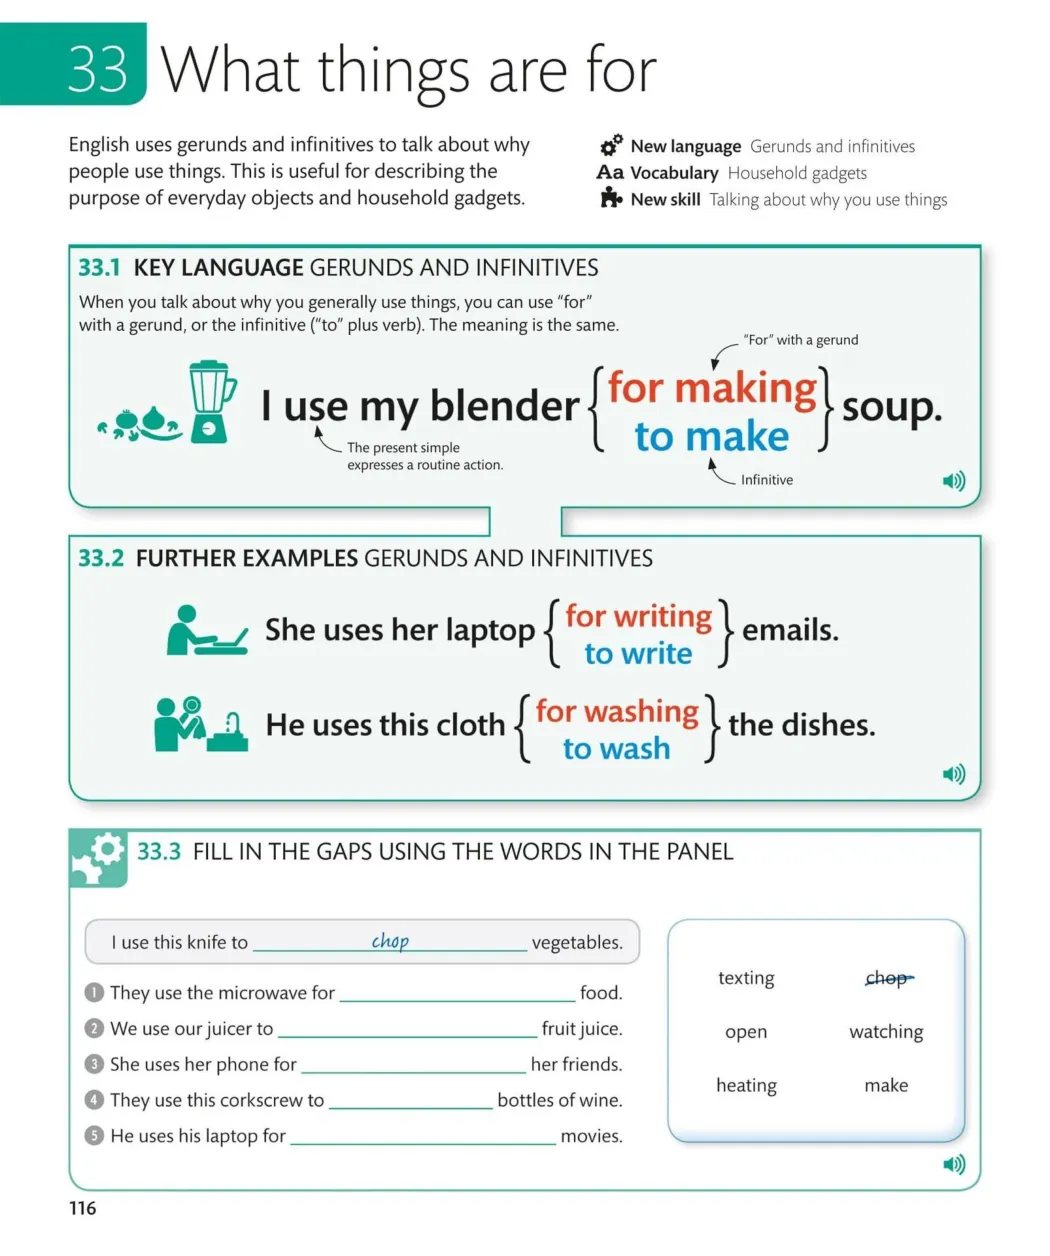 33 What things are for
English uses gerunds and infinitives to talk about why
people use things. This is useful for describing the
purpose of everyday objects and household gadgets.
New language Gerunds and infinitives
Aa Vocabulary Household gadgets
New skill Talking about why you use things
33.1 KEY LANGUAGE GERUNDS AND INFINITIVES
When you talk about why you generally use things, you can use “for”
with a gerund, or the infinitive (“to” plus verb). The meaning is the same.
“For” with a gerund
I use my blender { for making } soup.
to make
The present simple
expresses a routine action.
Infinitive
33.2 FURTHER EXAMPLES GERUNDS AND INFINITIVES
She uses her laptop { for writing } emails.
to write
He uses this cloth { for washing } the dishes.
to wash
33.3 FILL IN THE GAPS USING THE WORDS IN THE PANEL
I use this knife to chop vegetables.
1 They use the microwave for ____ food.
2 We use our juicer to ____ fruit juice.
3 She uses her phone for ____ her friends.
4 They use this corkscrew to ____ bottles of wine.
5 He uses his laptop for ____ movies.
texting chop
open watching
heating make
116